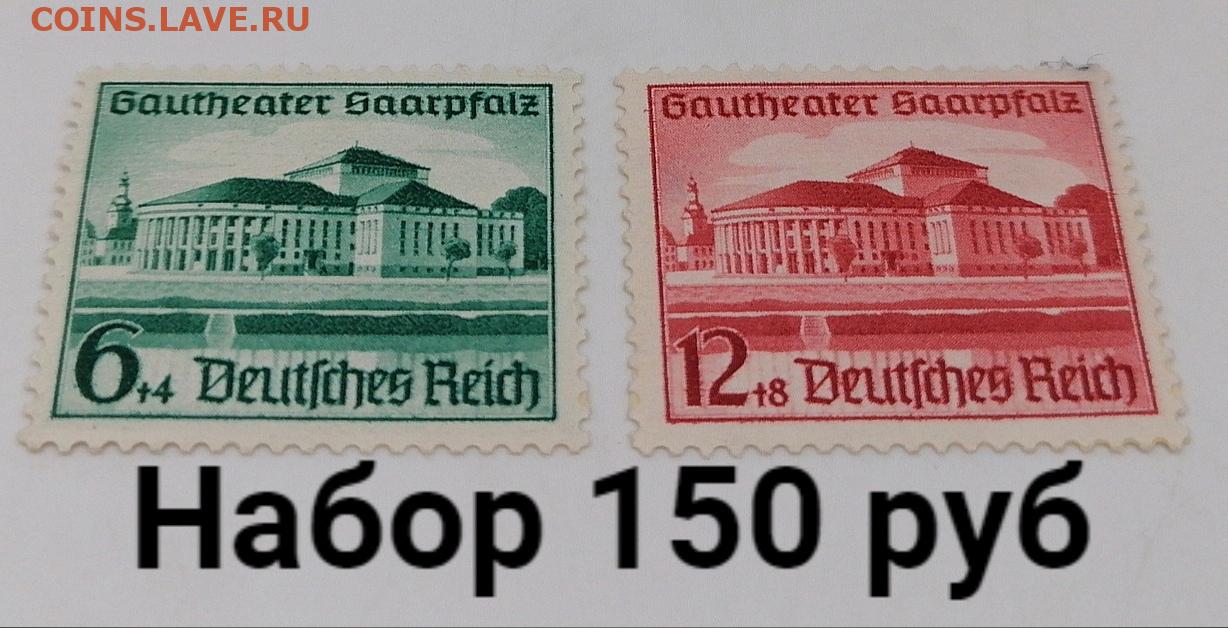 COINS.LAVE.RU
Gautheater Saarpfalz
6+4 Deutſches Reich
Gautheater Saarpfalz
12+8 Deutſches Reich
Набор 150 руб